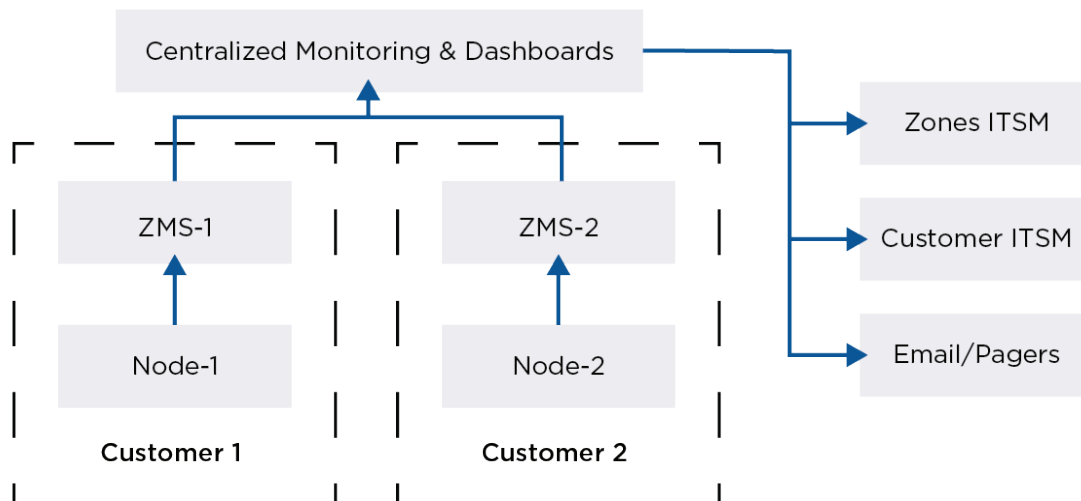 Centralized Monitoring & Dashboards
Zones ITSM
ZMS-1
ZMS-2
Customer ITSM
Node-1
Node-2
Email/Pagers
Customer 1
Customer 2